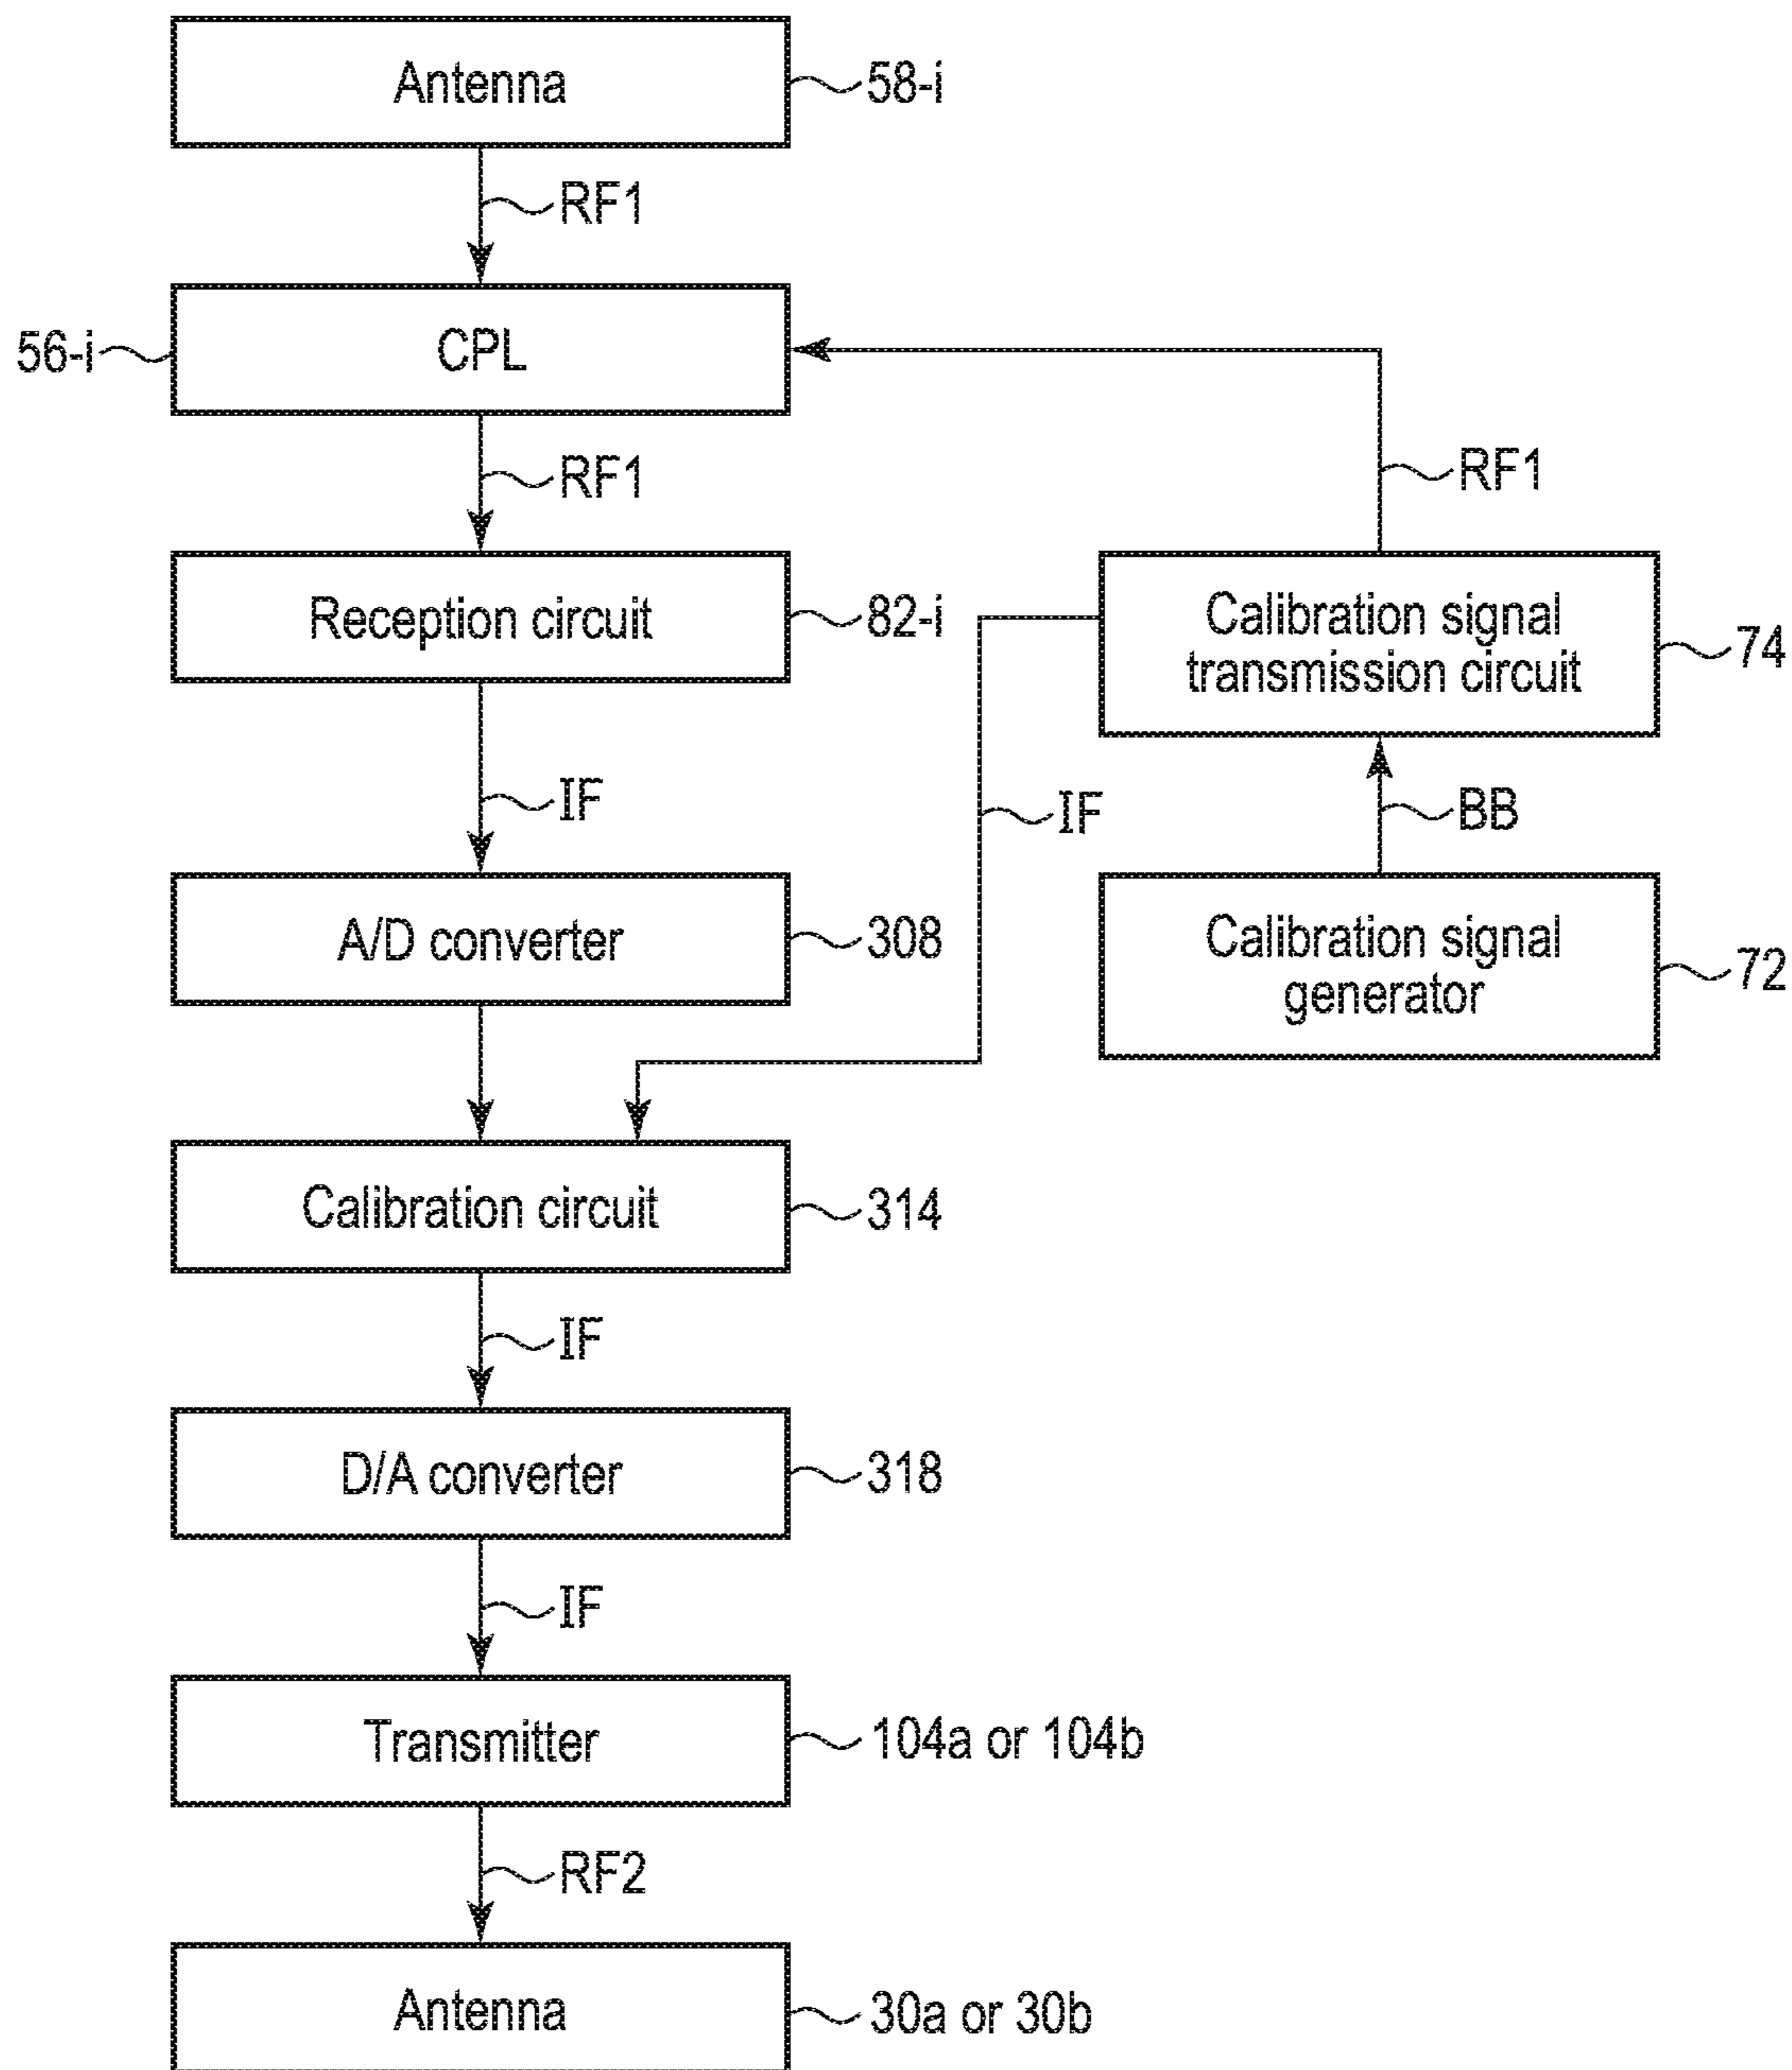 Antenna
58-i
RF1
CPL
56-i
RF1
RF1
Reception circuit
82-i
Calibration signal
transmission circuit
74
IF
IF
BB
A/D converter
308
Calibration signal
generator
72
Calibration circuit
314
IF
D/A converter
318
IF
Transmitter
104a or 104b
RF2
Antenna
30a or 30b